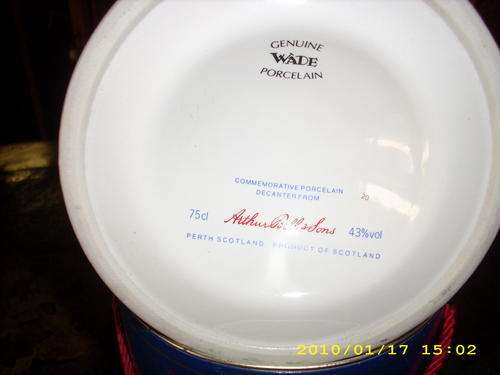 GENUINE
WADE
PORCELAIN
COMMEMORATIVE PORCELAIN
DECANTER FROM
20
75cl Arthur Bell & Sons 43%vol
PERTH SCOTLAND PRODUCT OF SCOTLAND
2010/01/17 15:02